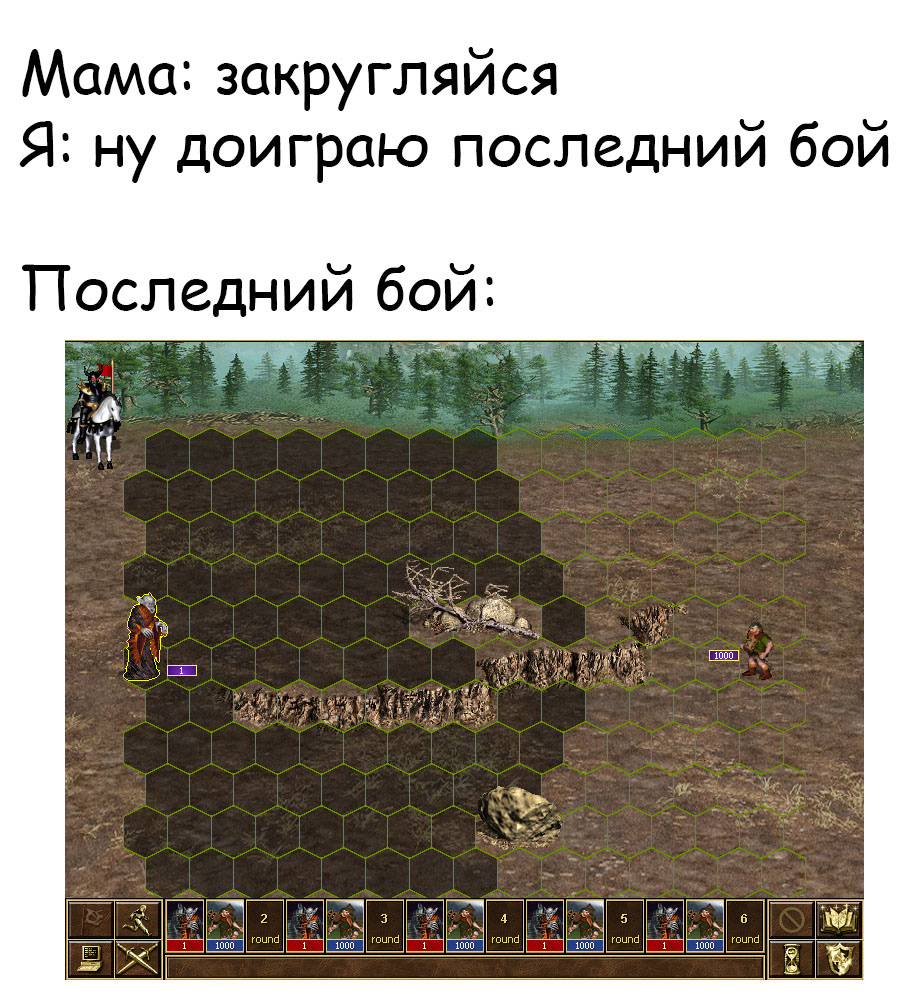 Мама: закругляйся
Я: ну доиграю последний бой
Последний бой:
1
1000
1 1000 2 round 1 1000 3 round 1 1000 4 round 1 1000 5 round 1 1000 6 round